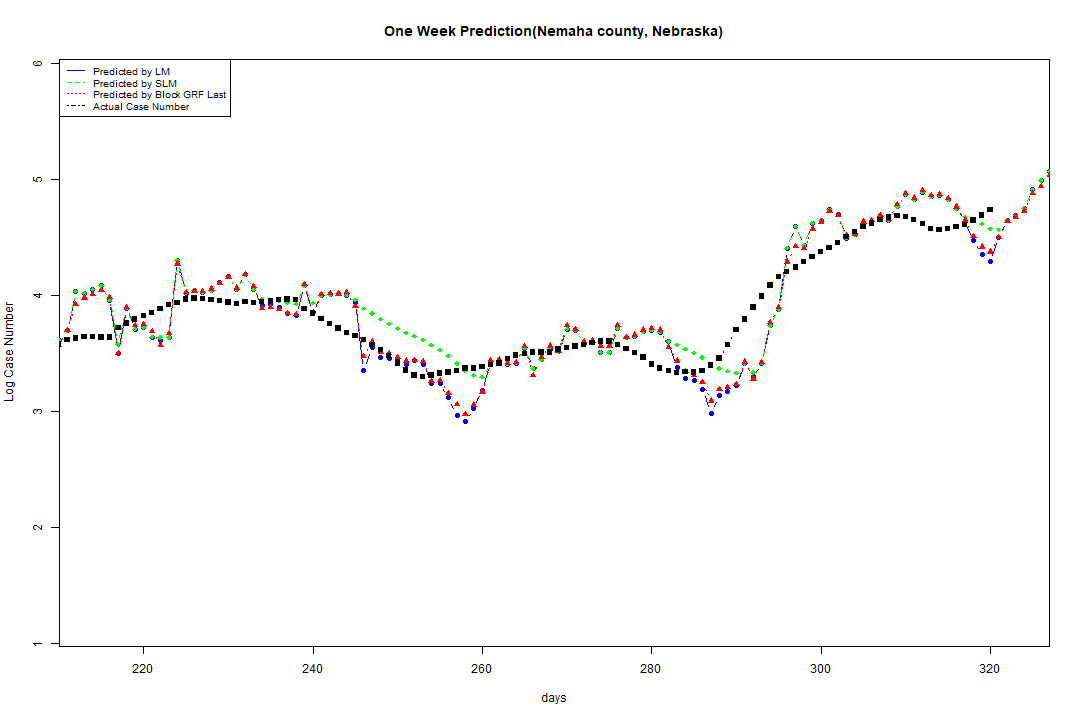 One Week Prediction(Nemaha county, Nebraska)
Predicted by LM
Predicted by SLM
Predicted by Block GRF Last
Actual Case Number
6
5
4
3
2
1
Log Case Number
220 240 260 280 300 320
days